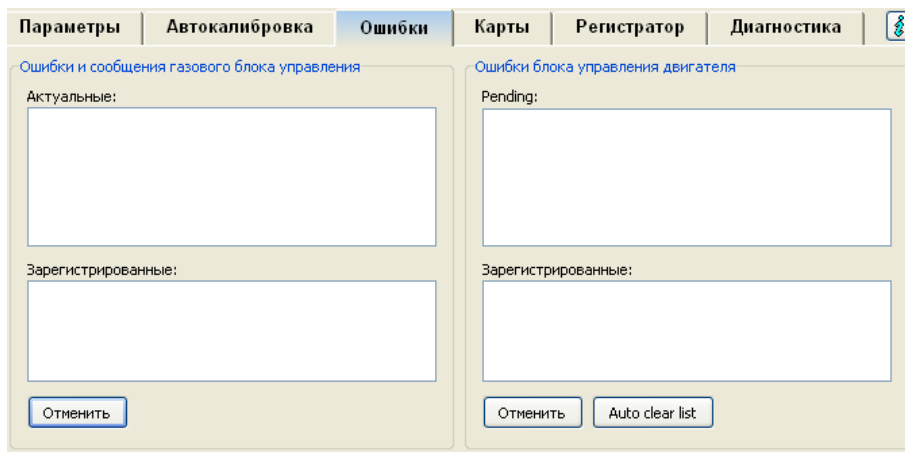 Параметры Автокалибровка Ошибки Карты Регистратор Диагностика
Ошибки и сообщения газового блока управления
Актуальные:
Зарегистрированные:
Отменить
Ошибки блока управления двигателя
Pending:
Зарегистрированные:
Отменить Auto clear list